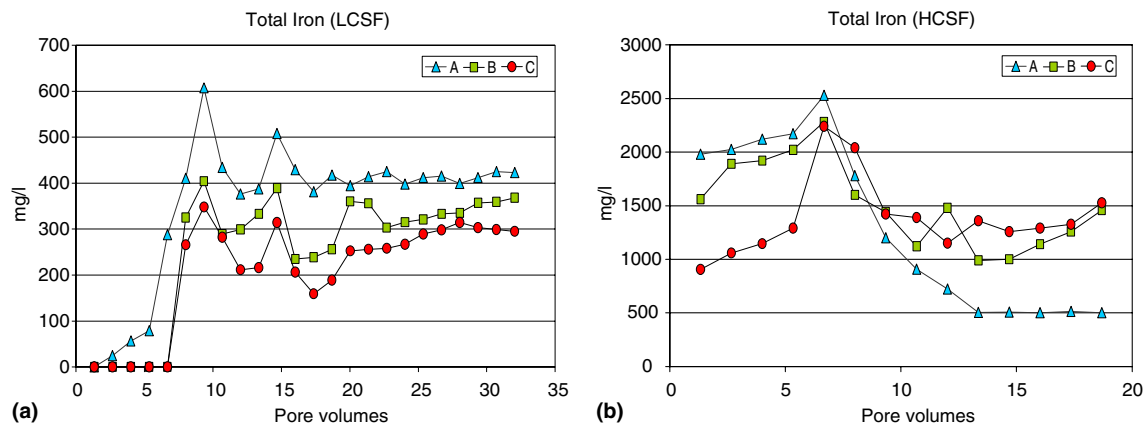 Total Iron (LCSF)
700
600
500
400
300
200
100
0
mg/l
A B C
0 5 10 15 20 25 30 35
Pore volumes
(a)
Total Iron (HCSF)
3000
2500
2000
1500
1000
500
0
mg/l
A B C
0 5 10 15 20
Pore volumes
(b)